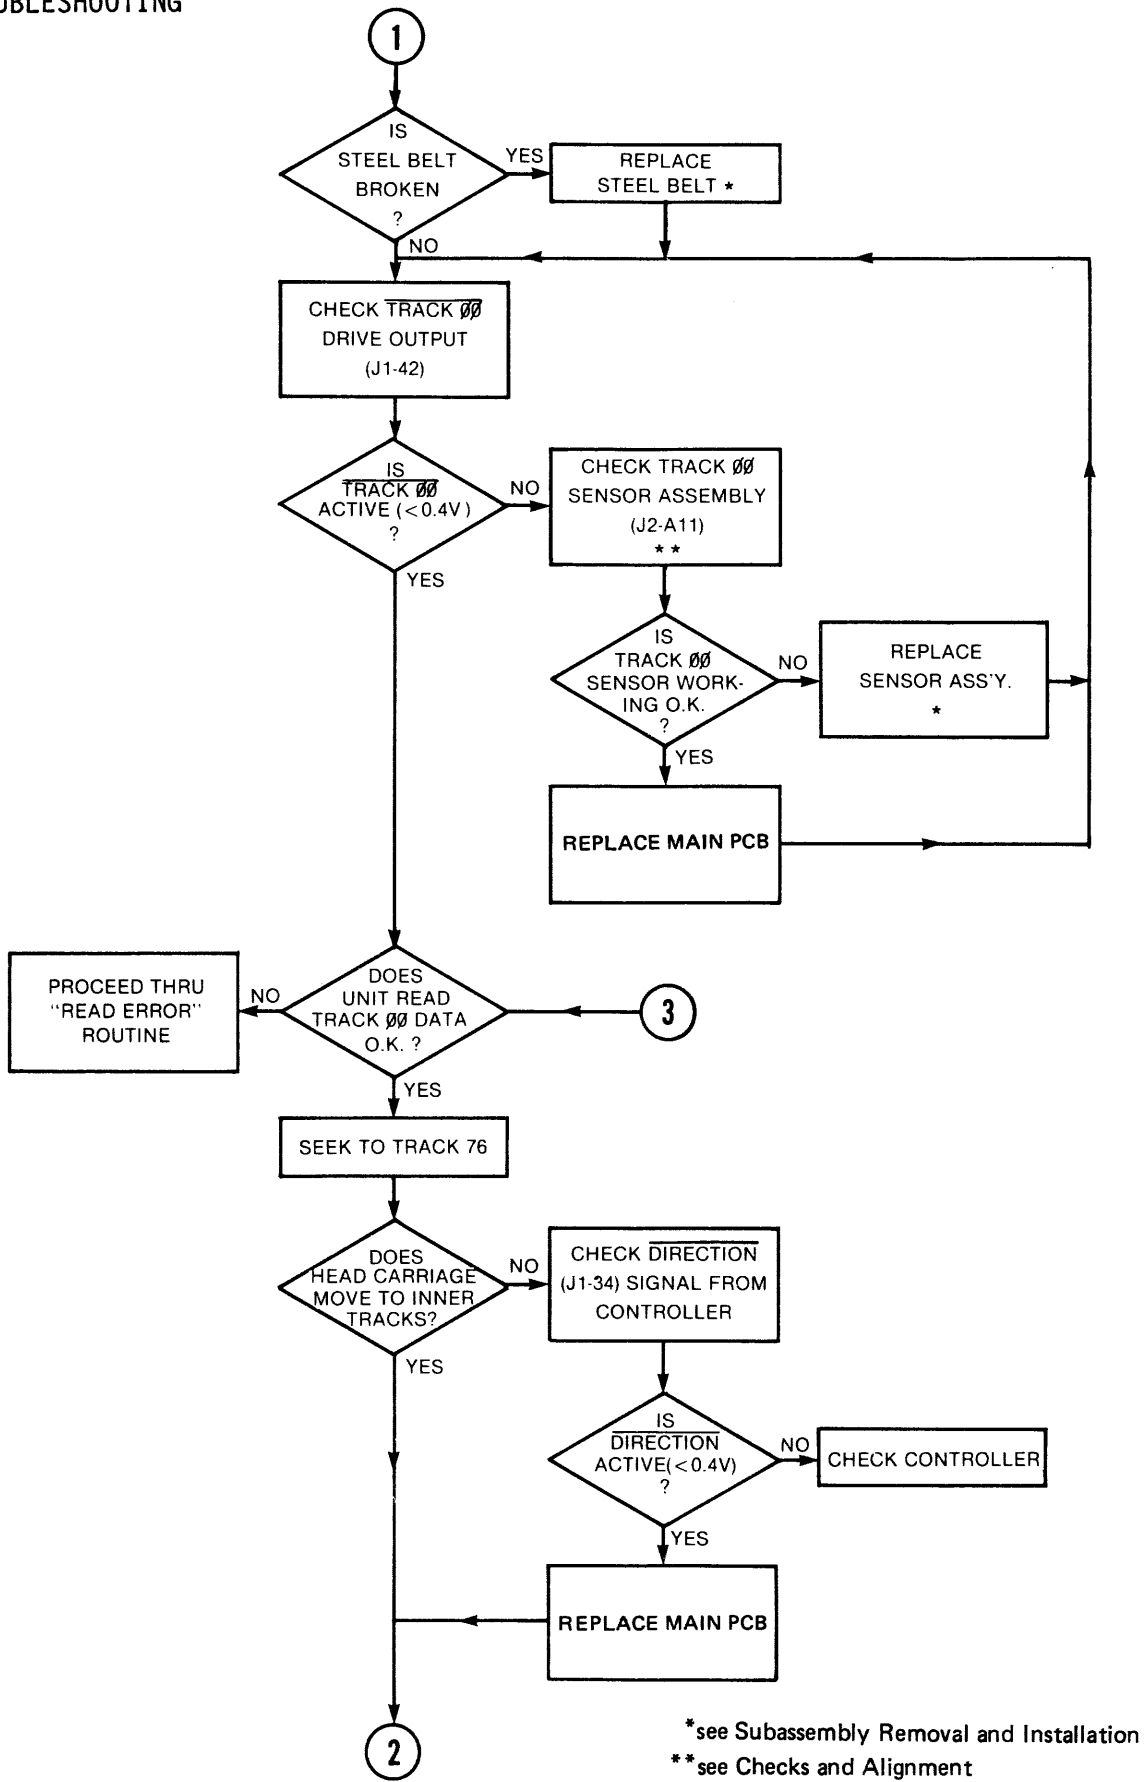 UBLESHOOTING
1
IS
STEEL BELT
BROKEN
?
YES
REPLACE
STEEL BELT *
NO
CHECK TRACK 00
DRIVE OUTPUT
(J1-42)
IS
TRACK 00
ACTIVE (<0.4V)
?
NO
CHECK TRACK 00
SENSOR ASSEMBLY
(J2-A11)
* *
YES
IS
TRACK 00
SENSOR WORK-
ING O.K.
?
NO
REPLACE
SENSOR ASS'Y.
*
YES
REPLACE MAIN PCB
PROCEED THRU
"READ ERROR"
ROUTINE
NO
DOES
UNIT READ
TRACK 00 DATA
O.K. ?
3
YES
SEEK TO TRACK 76
DOES
HEAD CARRIAGE
MOVE TO INNER
TRACKS?
NO
CHECK DIRECTION
(J1-34) SIGNAL FROM
CONTROLLER
YES
IS
DIRECTION
ACTIVE(<0.4V)
?
NO
CHECK CONTROLLER
YES
REPLACE MAIN PCB
2
*see Subassembly Removal and Installation
**see Checks and Alignment